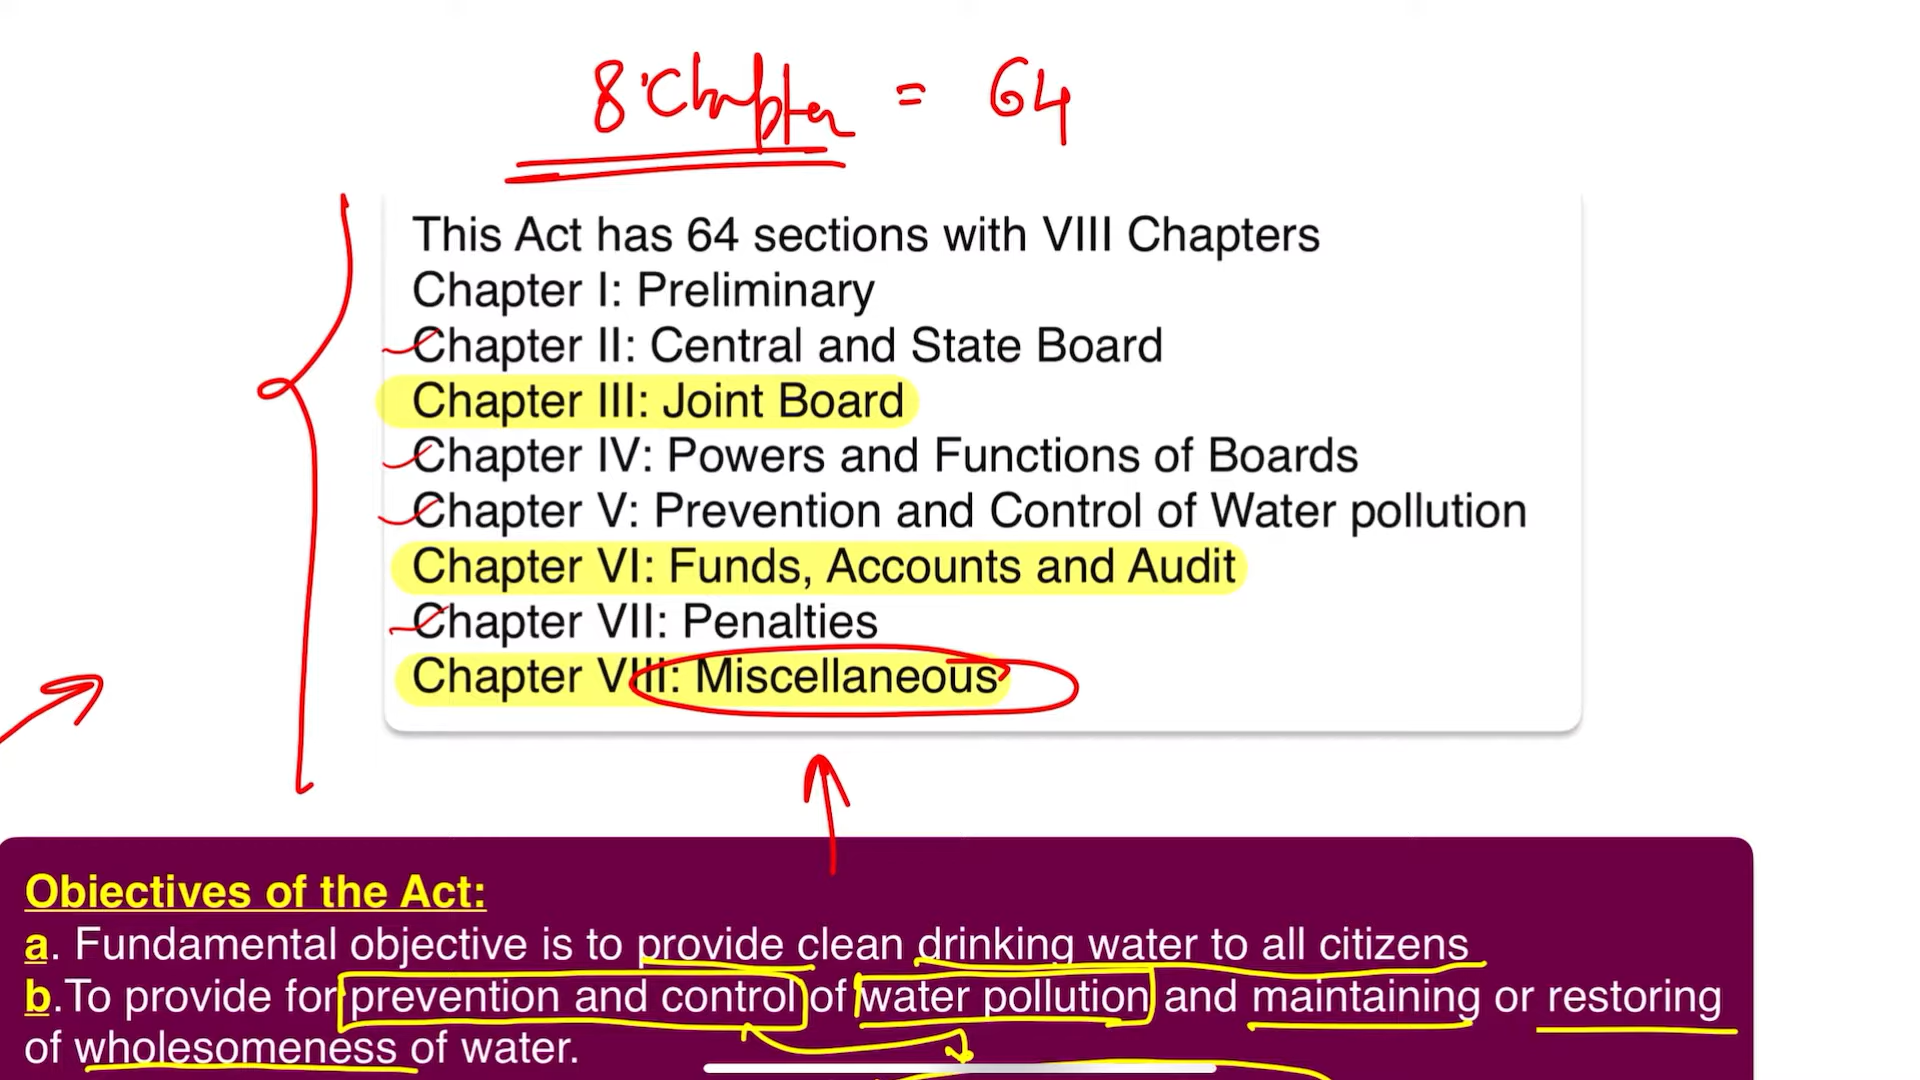 8 Chapter = 64
This Act has 64 sections with VIII Chapters
Chapter I: Preliminary
Chapter II: Central and State Board
Chapter III: Joint Board
Chapter IV: Powers and Functions of Boards
Chapter V: Prevention and Control of Water pollution
Chapter VI: Funds, Accounts and Audit
Chapter VII: Penalties
Chapter VIII: Miscellaneous
Objectives of the Act:
a. Fundamental objective is to provide clean drinking water to all citizens
b.To provide for prevention and control of water pollution and maintaining or restoring
of wholesomeness of water.